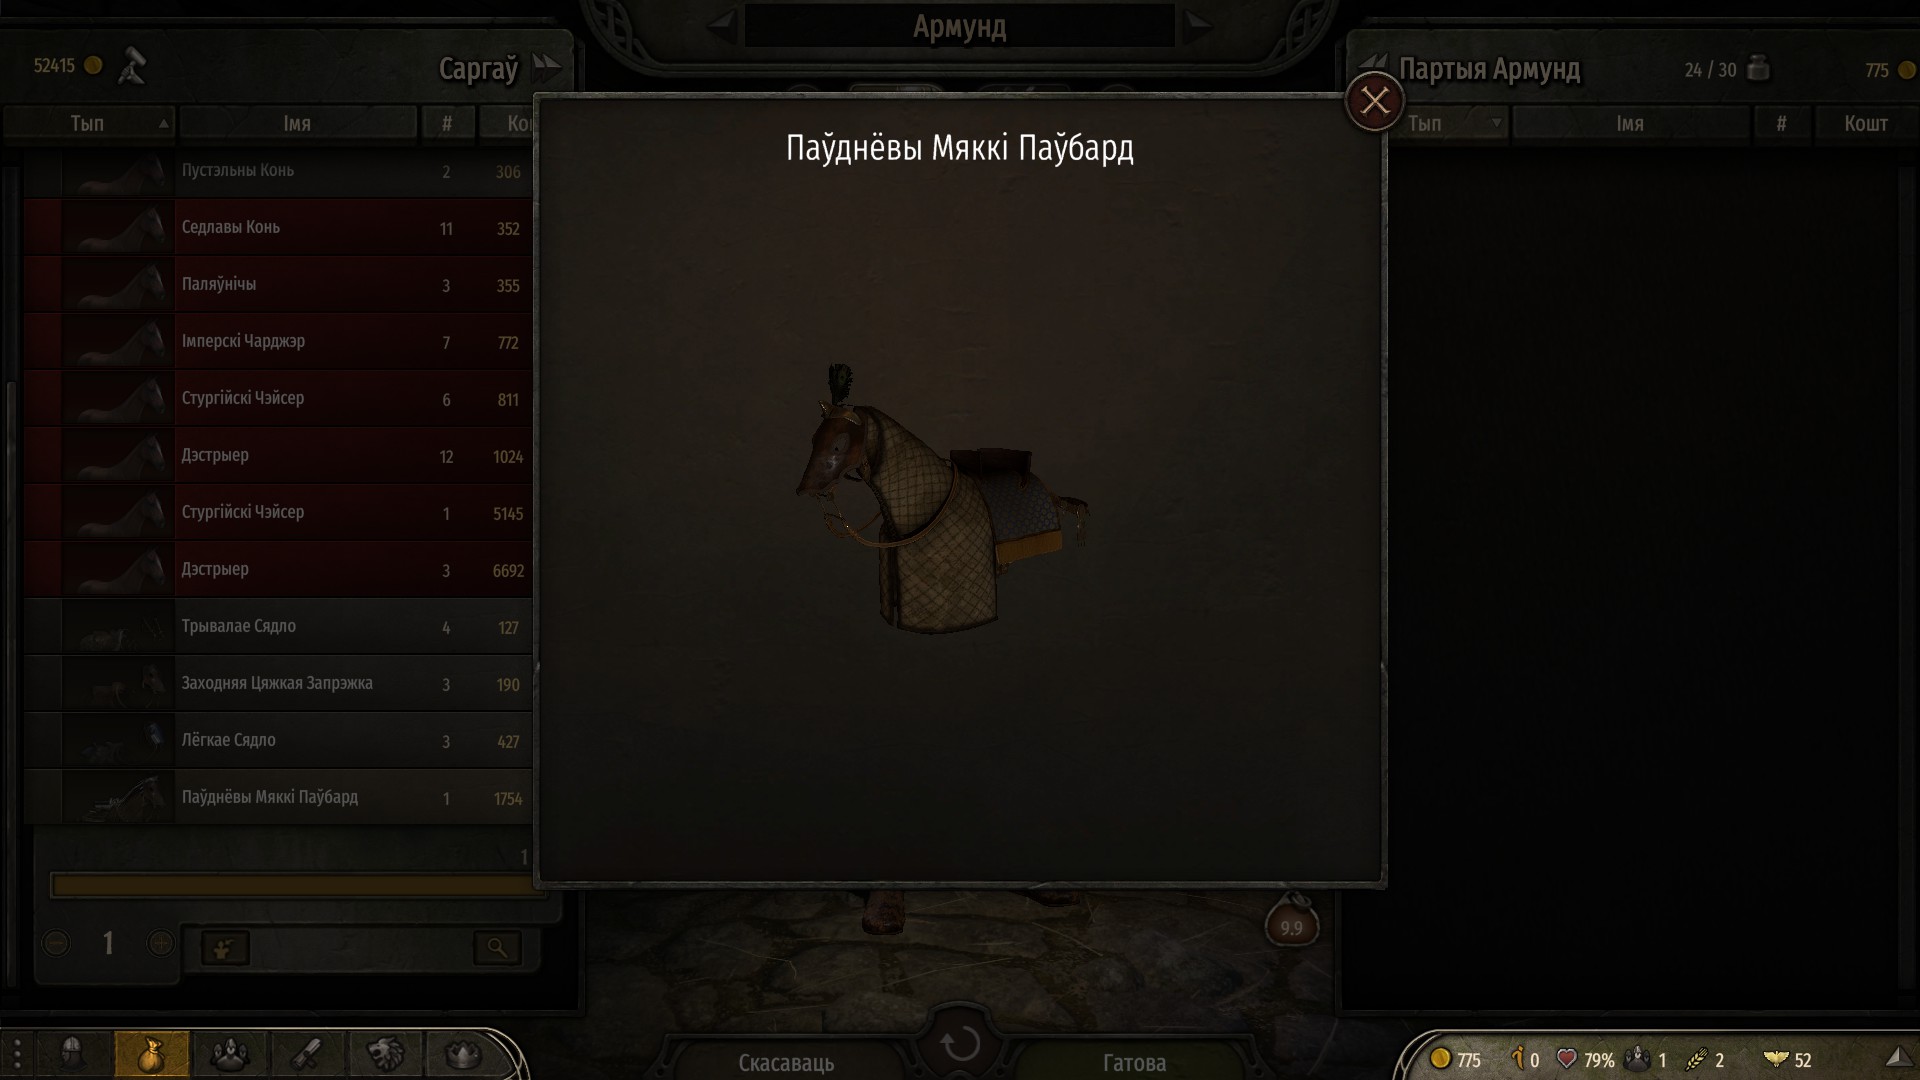 Армунд
52415
Саргаў
Партыя Армунд
24 / 30
775
Тып
Імя
#
Ко
Тып
Імя
#
Кошт
Паўднёвы Мяккі Паўбард
Пустэльны Конь 2 306
Седлавы Конь 11 352
Паляўнічы 3 355
Імперскі Чарджэр 7 772
Стургійскі Чэйсер 6 811
Дэстрыер 12 1024
Стургійскі Чэйсер 1 5145
Дэстрыер 3 6692
Трывалае Сядло 4 127
Заходняя Цяжкая Запрэжка 3 190
Лёгкае Сядло 3 427
Паўднёвы Мяккі Паўбард 1 1754
1
1
9.9
Скасаваць
Гатова
775 0 79% 1 2 52